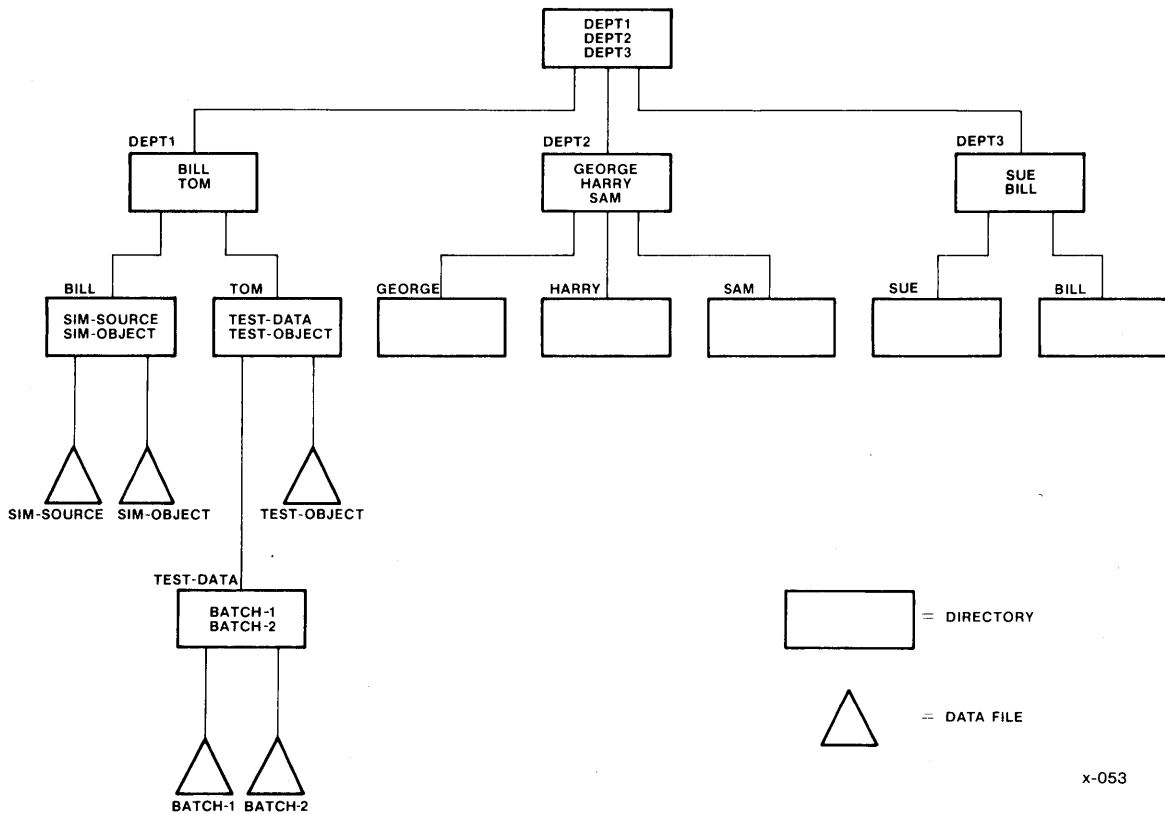 DEPT1
DEPT2
DEPT3
DEPT1
BILL
TOM
DEPT2
GEORGE
HARRY
SAM
DEPT3
SUE
BILL
BILL
SIM-SOURCE
SIM-OBJECT
TOM
TEST-DATA
TEST-OBJECT
GEORGE
HARRY
SAM
SUE
BILL
SIM-SOURCE
SIM-OBJECT
TEST-OBJECT
TEST-DATA
BATCH-1
BATCH-2
BATCH-1
BATCH-2
= DIRECTORY
= DATA FILE
x-053